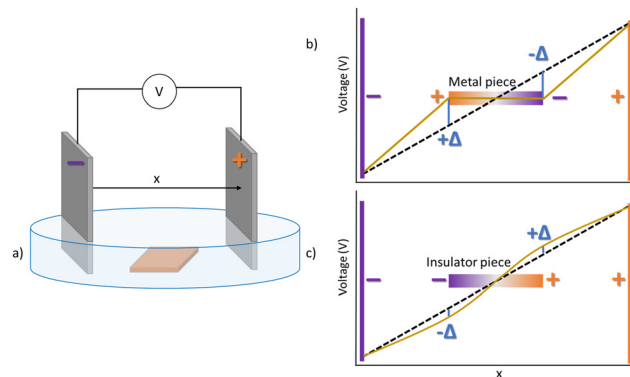 V
−
+
x
a)
b)
Voltage (V)
Metal piece
-Δ
+Δ
−
+
−
+
c)
Voltage (V)
Insulator piece
+Δ
-Δ
−
−
+
+
x